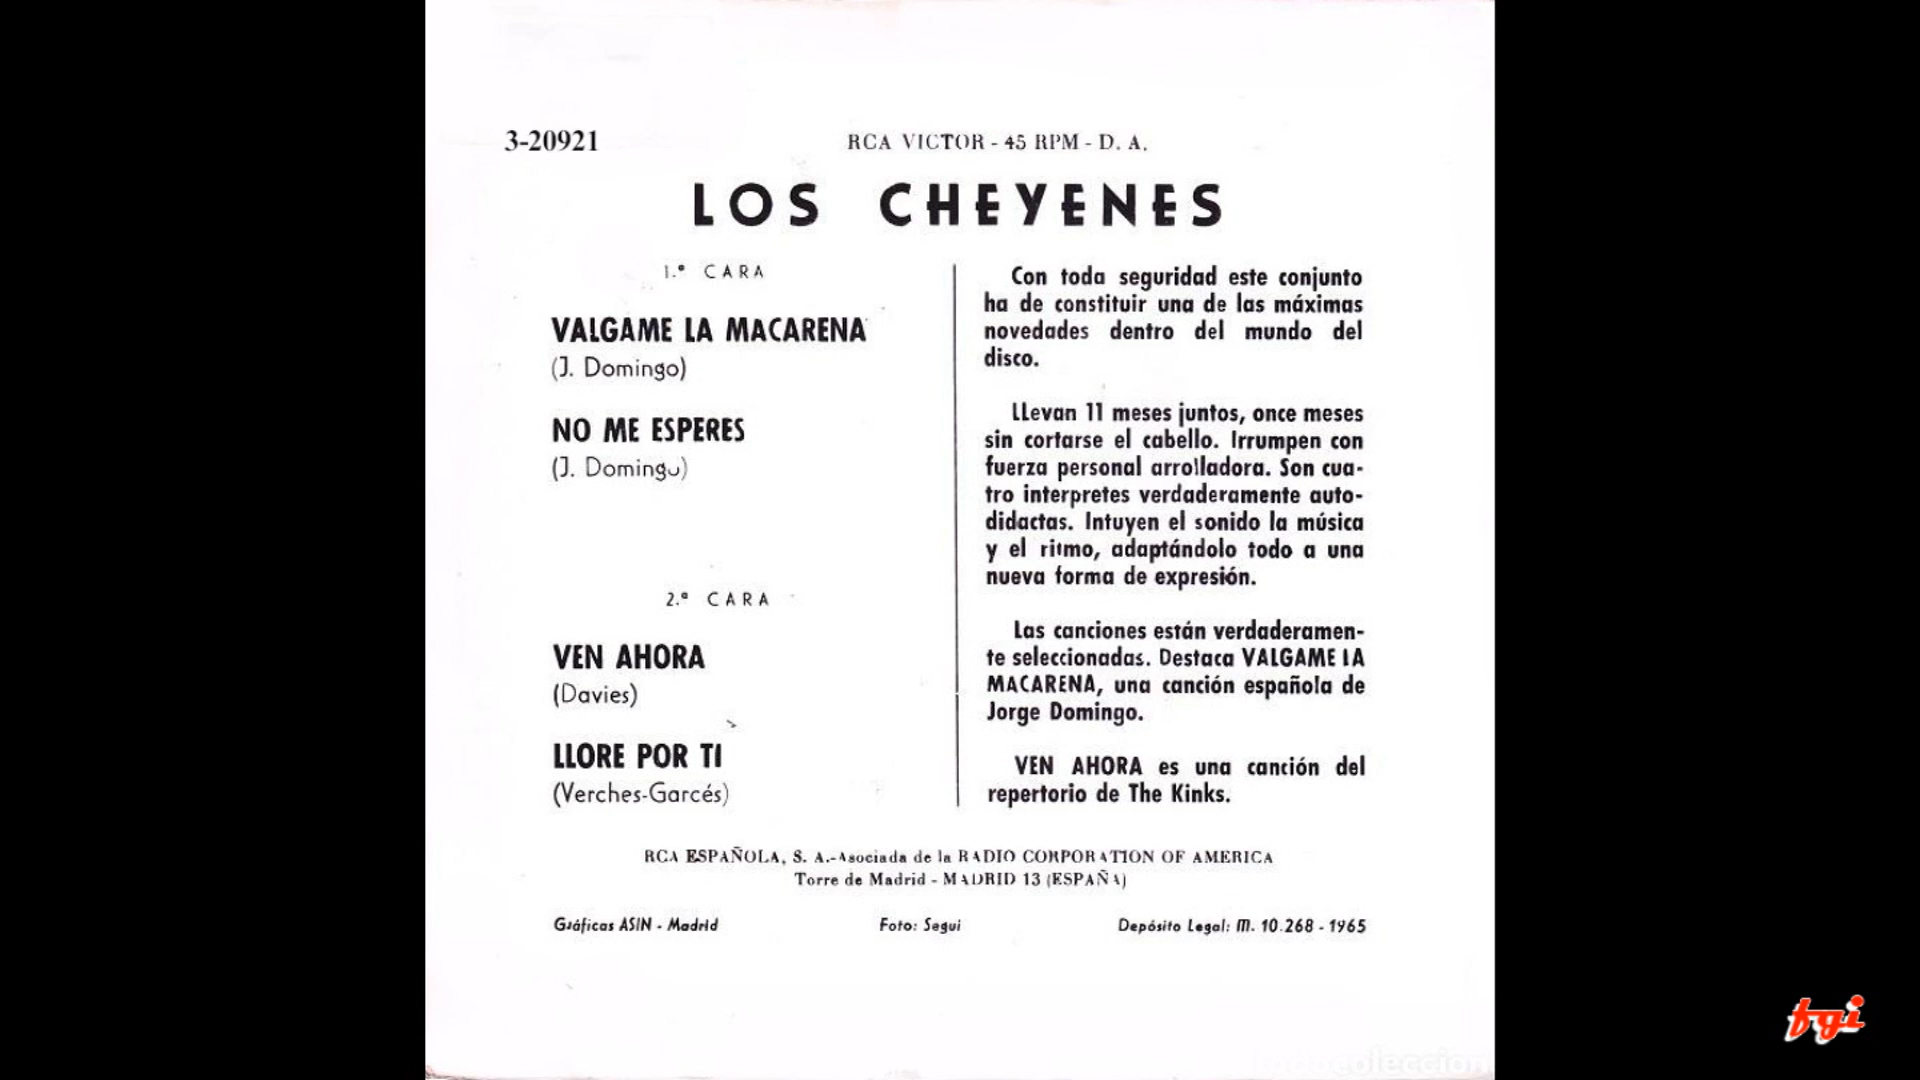 3-20921
RCA VICTOR - 45 RPM - D. A.
LOS CHEYENES
1.ª CARA
VALGAME LA MACARENA
(J. Domingo)
NO ME ESPERES
(J. Domingo)
2.ª CARA
VEN AHORA
(Davies)
LLORE POR TI
(Verches-Garcés)
Con toda seguridad este conjunto
ha de constituir una de las máximas
novedades dentro del mundo del
disco.
LLevan 11 meses juntos, once meses
sin cortarse el cabello. Irrumpen con
fuerza personal arrolladora. Son cua-
tro interpretes verdaderamente auto-
didactas. Intuyen el sonido la música
y el ritmo, adaptándolo todo a una
nueva forma de expresión.
Las canciones están verdaderamen-
te seleccionadas. Destaca VALGAME LA
MACARENA, una canción española de
Jorge Domingo.
VEN AHORA es una canción del
repertorio de The Kinks.
RCA ESPAÑOLA, S. A.-Asociada de la RADIO CORPORATION OF AMERICA
Torre de Madrid - MADRID 13 (ESPAÑA)
Gráficas ASIN - Madrid
Foto: Segui
Depósito Legal: M. 10.268 - 1965
fgi